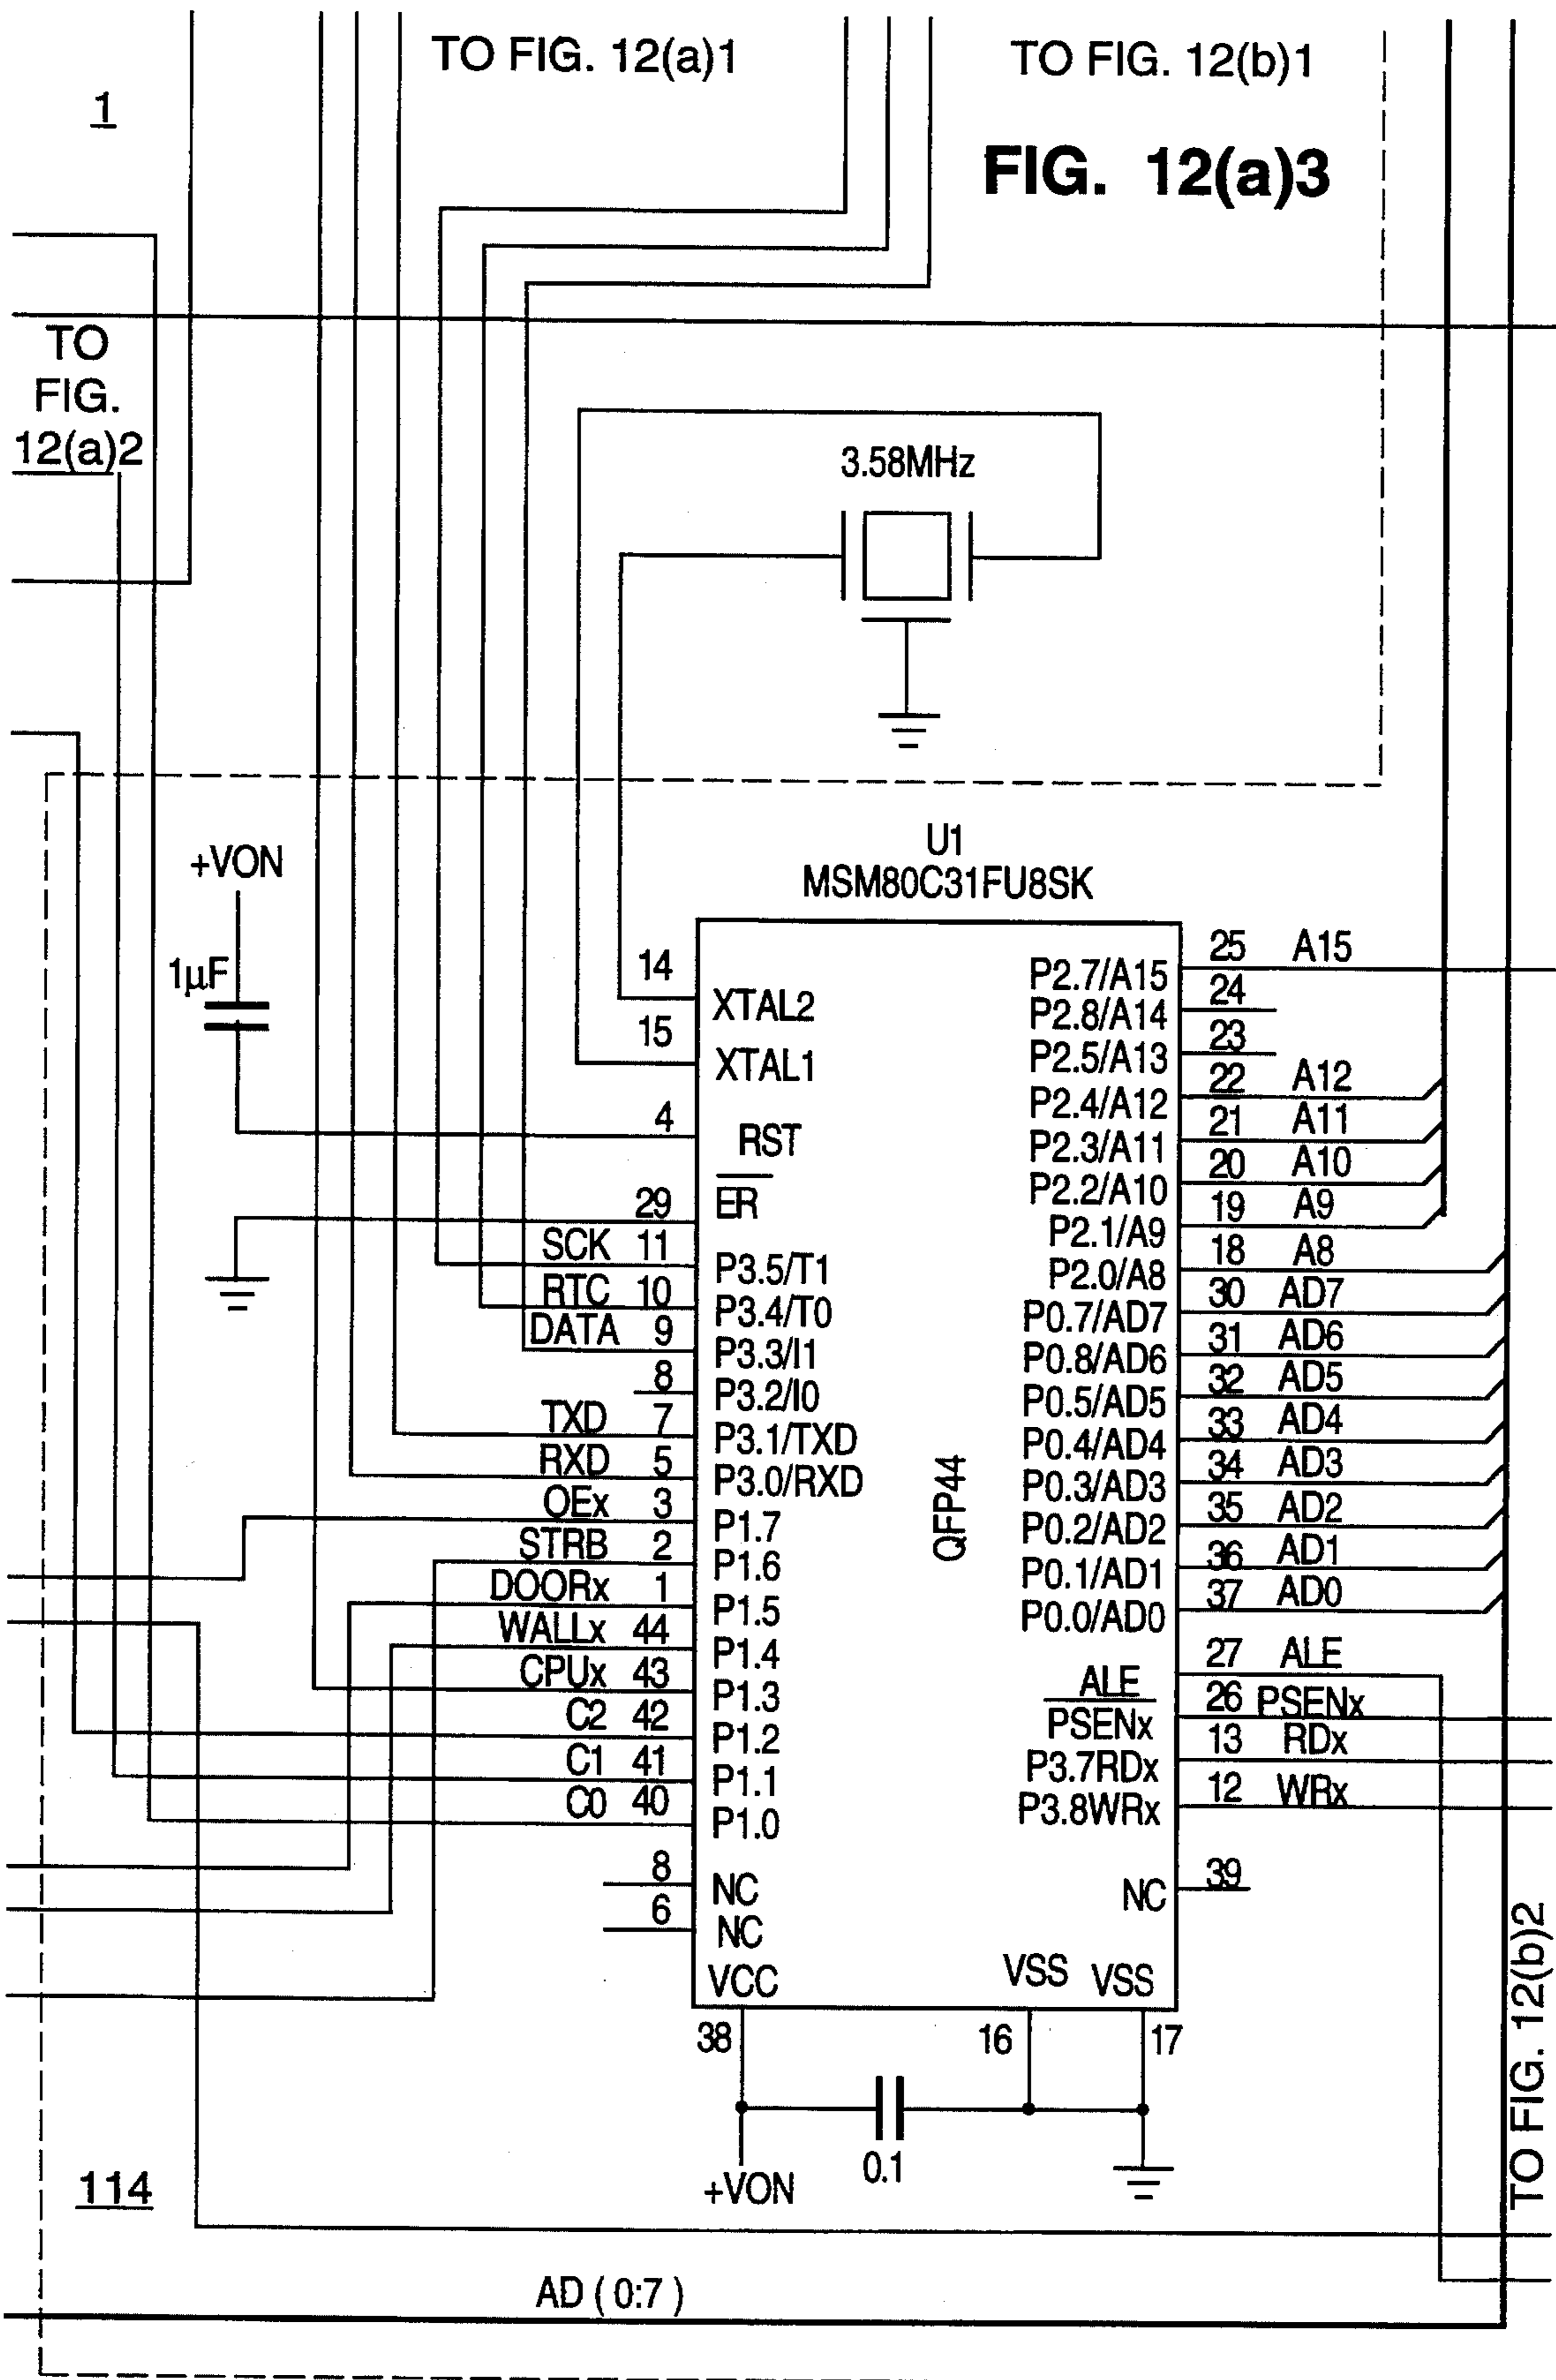 TO FIG. 12(a)1
TO FIG. 12(b)1
1
FIG. 12(a)3
TO
FIG.
12(a)2
3.58MHz
U1
MSM80C31FU8SK
+VON
1µF
14
XTAL2
15
XTAL1
4
RST
29
ER
SCK 11
P3.5/T1
RTC 10
P3.4/T0
DATA 9
P3.3/I1
8
P3.2/I0
TXD 7
P3.1/TXD
RXD 5
P3.0/RXD
OEx 3
P1.7
STRB 2
P1.6
DOORx 1
P1.5
WALLx 44
P1.4
CPUx 43
P1.3
C2 42
P1.2
C1 41
P1.1
C0 40
P1.0
8
NC
6
NC
VCC
QFP44
25 A15
P2.7/A15
24
P2.8/A14
23
P2.5/A13
22 A12
P2.4/A12
21 A11
P2.3/A11
20 A10
P2.2/A10
19 A9
P2.1/A9
18 A8
P2.0/A8
30 AD7
P0.7/AD7
31 AD6
P0.8/AD6
32 AD5
P0.5/AD5
33 AD4
P0.4/AD4
34 AD3
P0.3/AD3
35 AD2
P0.2/AD2
36 AD1
P0.1/AD1
37 AD0
P0.0/AD0
27 ALE
ALE
26 PSENx
PSENx
13 RDx
P3.7RDx
12 WRx
P3.8WRx
39
NC
VSS VSS
38
16
17
0.1
+VON
TO FIG. 12(b)2
114
AD ( 0:7 )